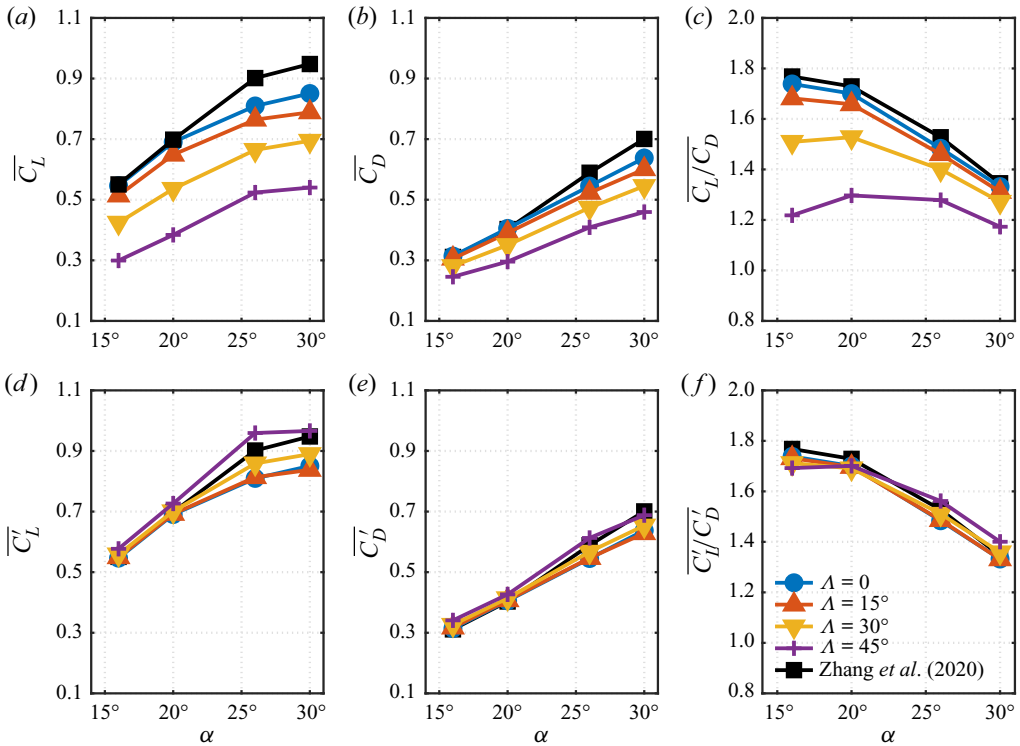 (a) (b) (c)
1.1 1.1 2.0
0.9 0.9 1.8
0.7 0.7 1.6
0.5 0.5 1.4
0.3 0.3 1.2
1.0
0.1 0.1 0.8
C_L C_D C_L/C_D
15° 20° 25° 30° 15° 20° 25° 30° 15° 20° 25° 30°
(d) (e) (f)
1.1 1.1 2.0
0.9 0.9 1.8
0.7 0.7 1.6
0.5 0.5 1.4
0.3 0.3 1.2
1.0
0.1 0.1 0.8
C′_L C′_D C′_L/C′_D
Λ = 0
Λ = 15°
Λ = 30°
Λ = 45°
Zhang et al. (2020)
15° 20° 25° 30° 15° 20° 25° 30° 15° 20° 25° 30°
α α α